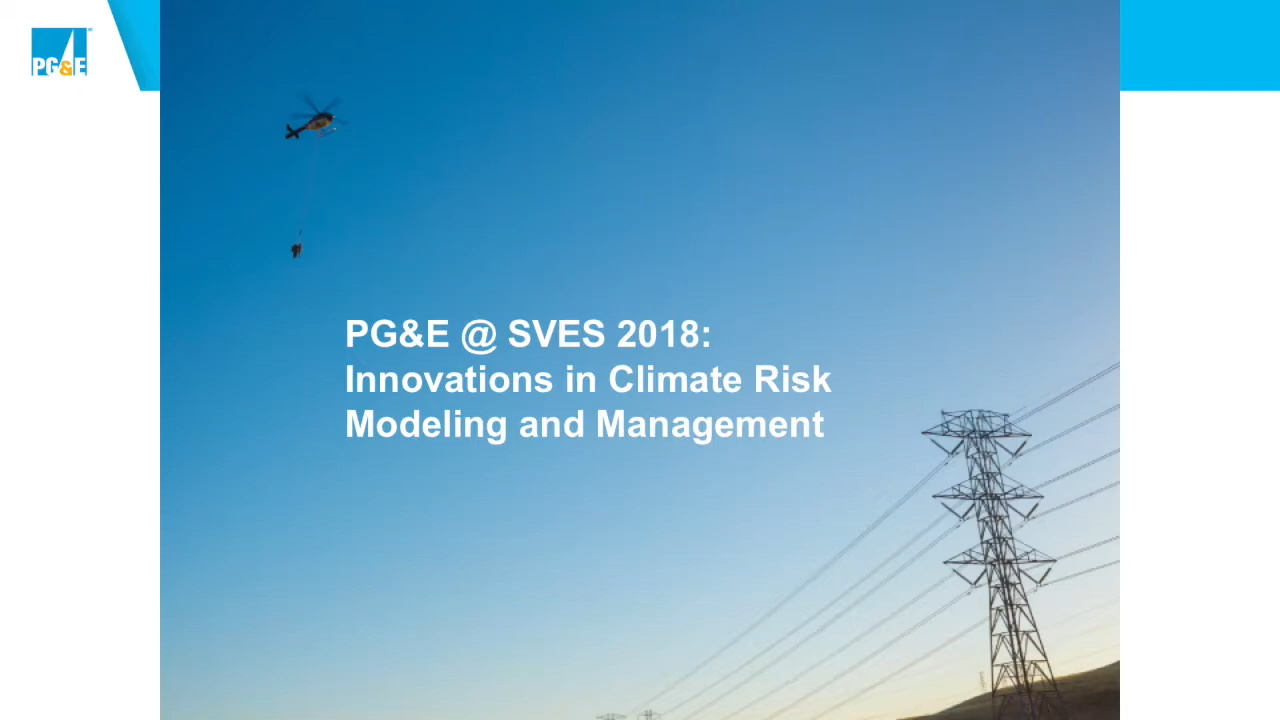 PG&E
PG&E @ SVES 2018:
Innovations in Climate Risk
Modeling and Management